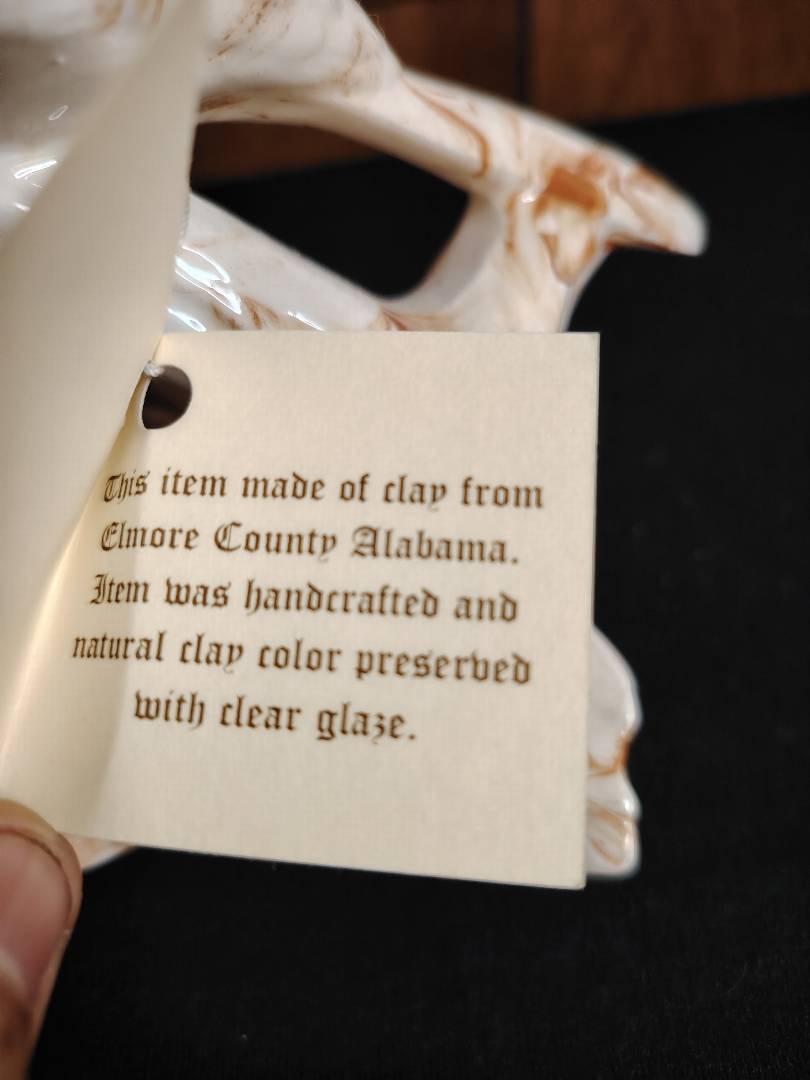 This item made of clay from
Elmore County Alabama.
Item was handcrafted and
natural clay color preserved
with clear glaze.